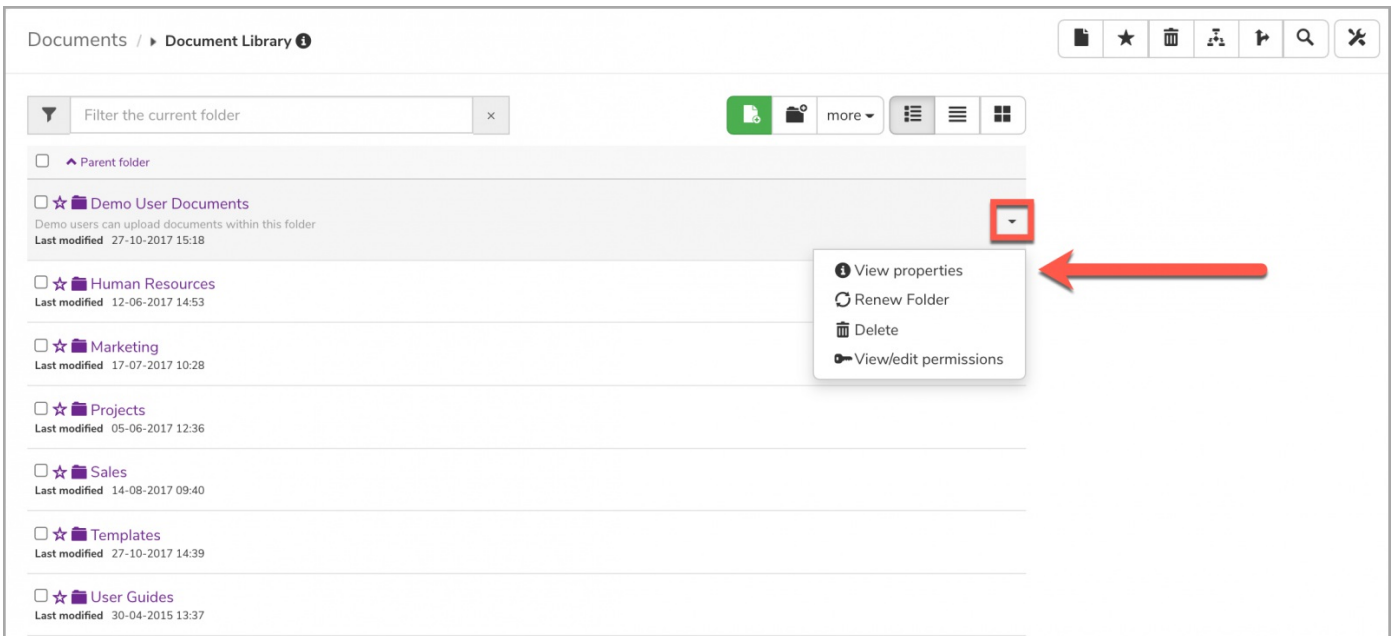 Documents / Document Library
Filter the current folder ×
more
Parent folder
Demo User Documents
Demo users can upload documents within this folder
Last modified 27-10-2017 15:18
View properties
Renew Folder
Delete
View/edit permissions
Human Resources
Last modified 12-06-2017 14:53
Marketing
Last modified 17-07-2017 10:28
Projects
Last modified 05-06-2017 12:36
Sales
Last modified 14-08-2017 09:40
Templates
Last modified 27-10-2017 14:39
User Guides
Last modified 30-04-2015 13:37